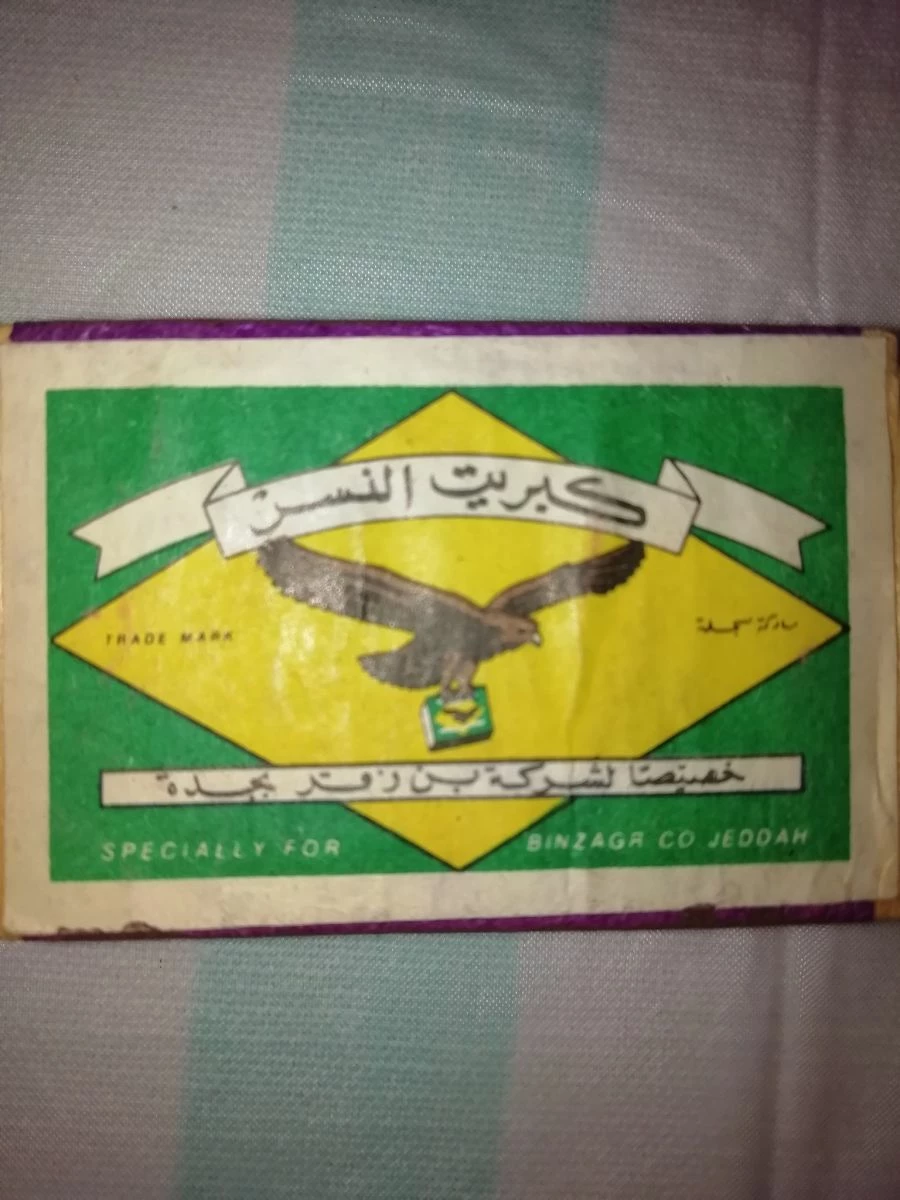 كبريت النسر
TRADE MARK
ماركة مسجلة
خصيصا لشركة بن زقر بجدة
SPECIALLY FOR BINZAGR CO JEDDAH